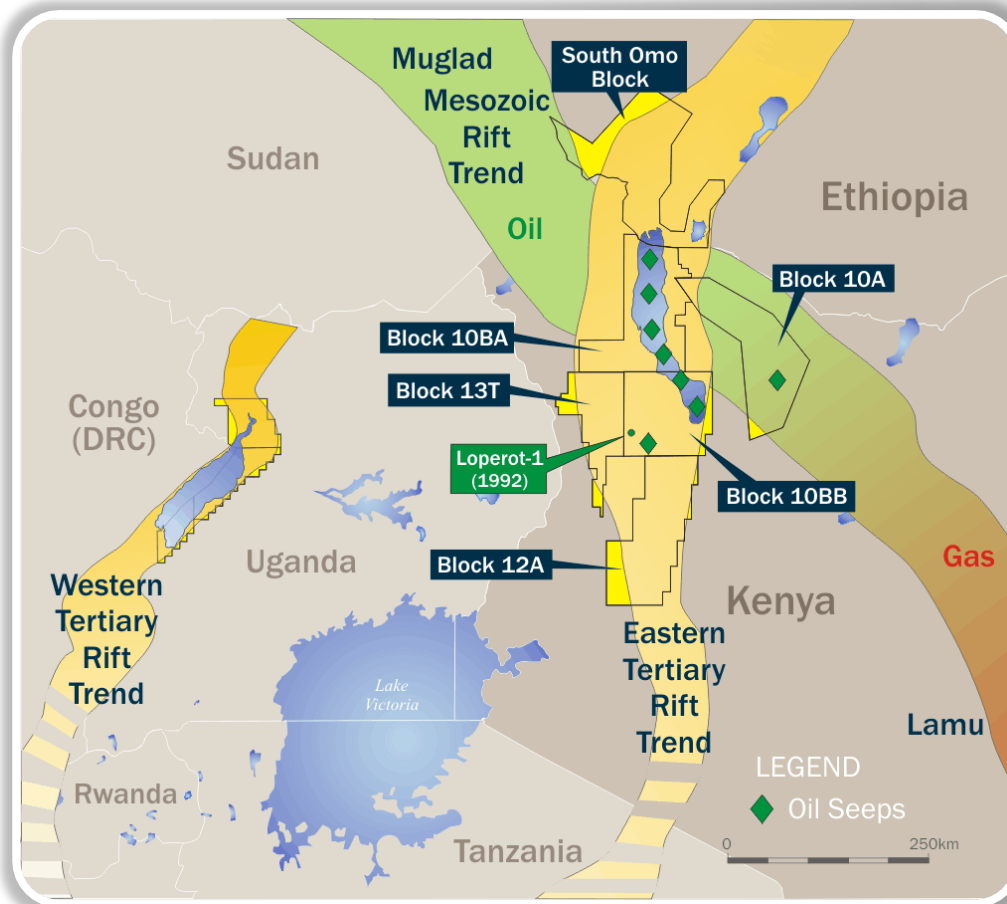 Muglad
Mesozoic
Rift
Trend
Oil
South Omo
Block
Sudan
Ethiopia
Block 10A
Block 10BA
Block 13T
Congo
(DRC)
Loperot-1
(1992)
Block 10BB
Uganda
Block 12A
Gas
Kenya
Western
Tertiary
Rift
Trend
Eastern
Tertiary
Rift
Trend
Lake
Victoria
Lamu
Rwanda
Tanzania
LEGEND
Oil Seeps
0 250km